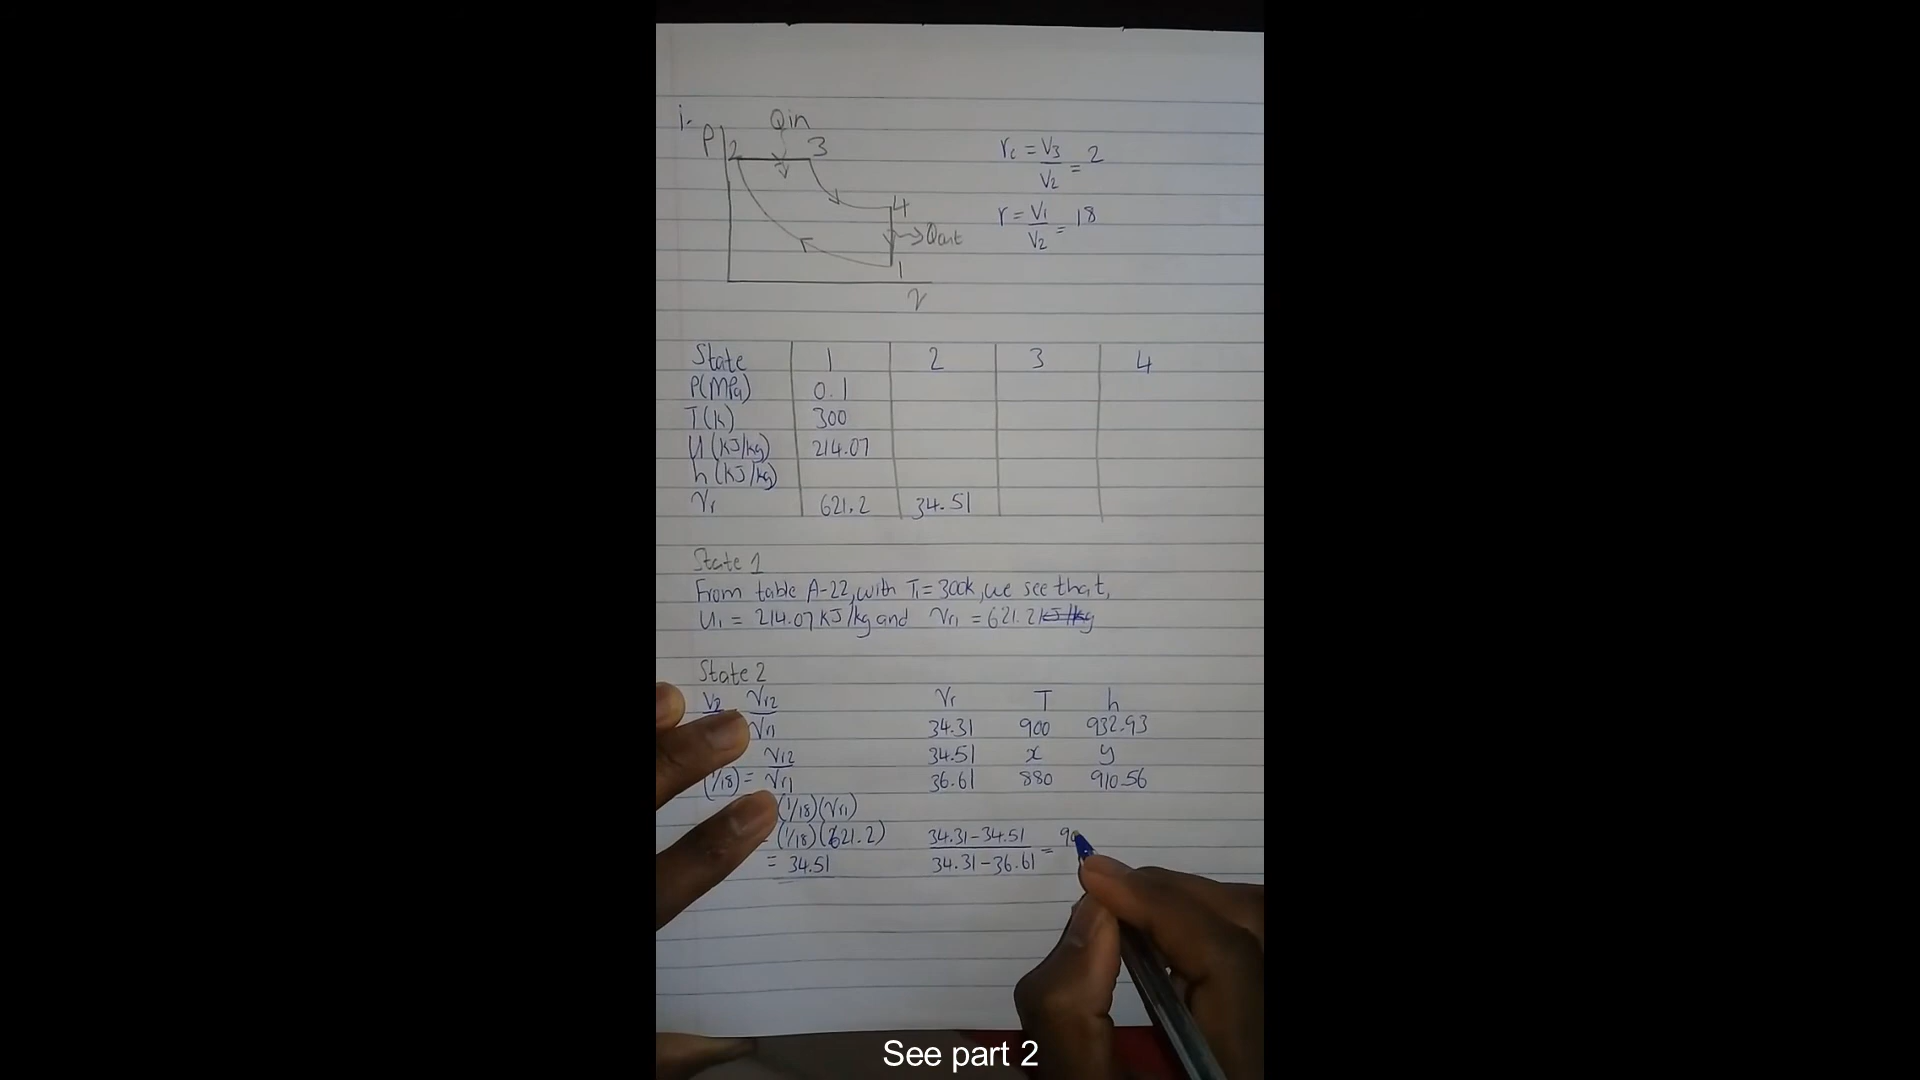 i.
P
Qin
2 3
4
Qout
1
v
rc = V3/V2 = 2
r = V1/V2 = 18
State 1 2 3 4
P(MPa) 0.1
T(K) 300
U(KJ/kg) 214.07
h(KJ/kg)
Vr 621.2 34.51
State 1
From table A-22, with T1 = 300k, we see that,
U1 = 214.07 KJ/kg and Vr1 = 621.2 KJ/kg
State 2
V2 Vr2
Vr1
Vr2
(1/18) = Vr1
(1/18)(Vr1)
= (1/18)(621.2)
= 34.51
Vr T h
34.31 900 932.93
34.51 x y
36.61 880 910.56
34.31-34.51
34.31-36.61 =
See part 2